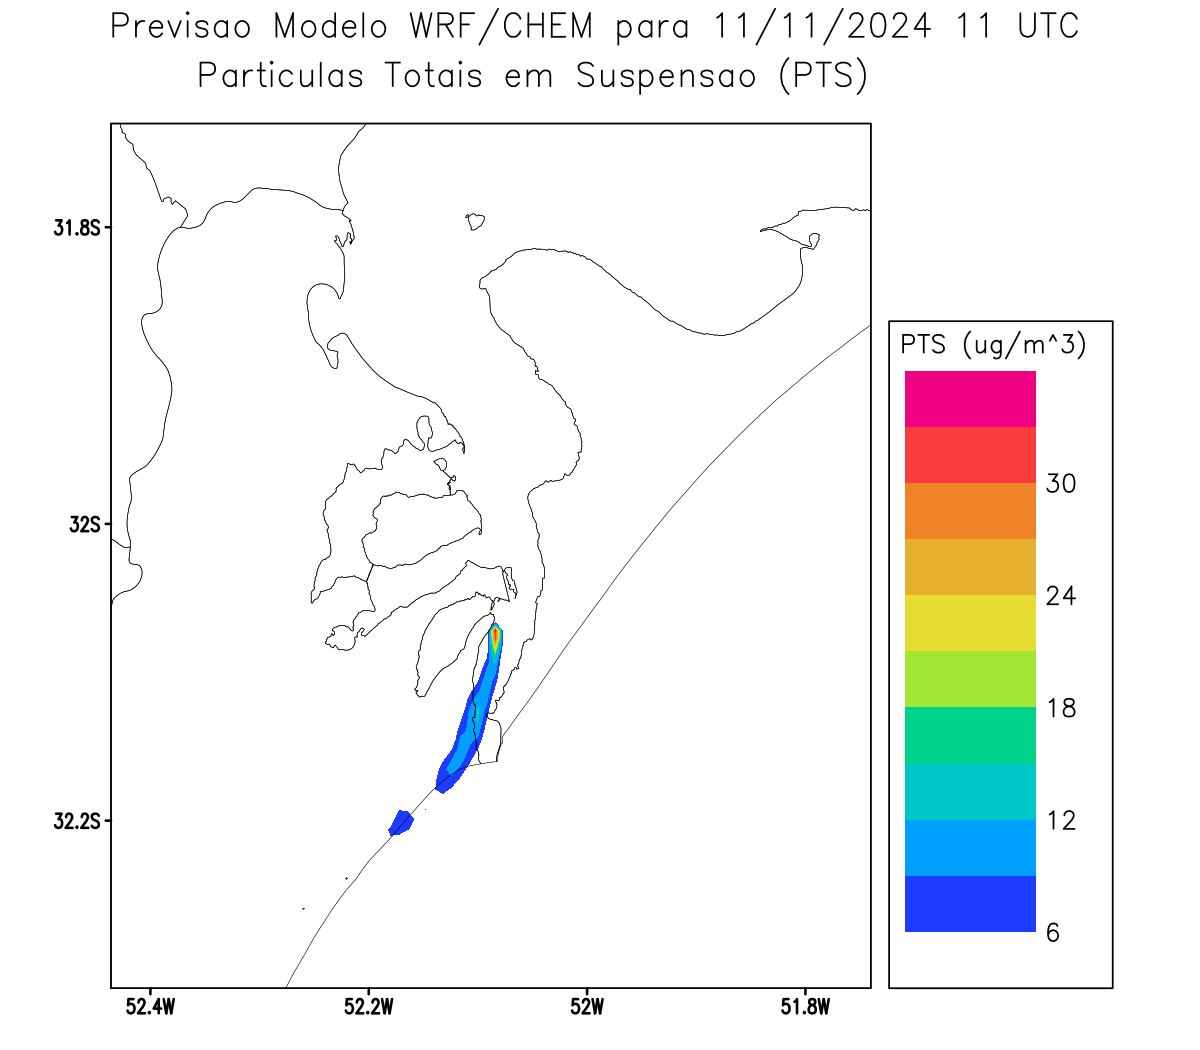 Previsao Modelo WRF/CHEM para 11/11/2024 11 UTC
Particulas Totais em Suspensao (PTS)
31.8S
32S
32.2S
52.4W
52.2W
52W
51.8W
PTS (ug/m^3)
30
24
18
12
6